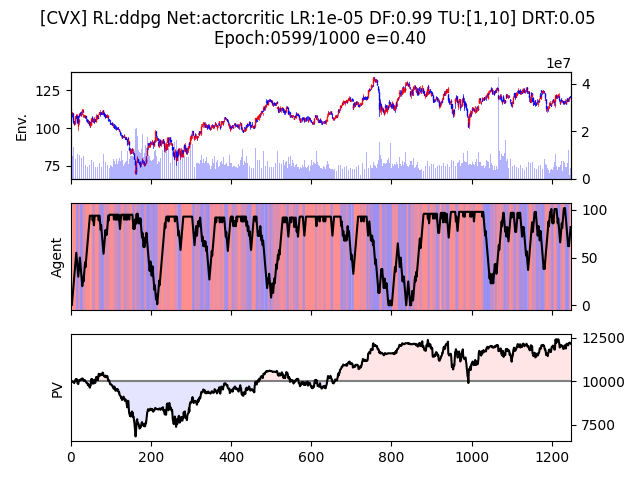 [CVX] RL:ddpg Net:actorcritic LR:1e-05 DF:0.99 TU:[1,10] DRT:0.05
Epoch:0599/1000 e=0.40
1e7
125
100
75
Env.
4
2
0
Agent
100
50
0
PV
12500
10000
7500
0 200 400 600 800 1000 1200